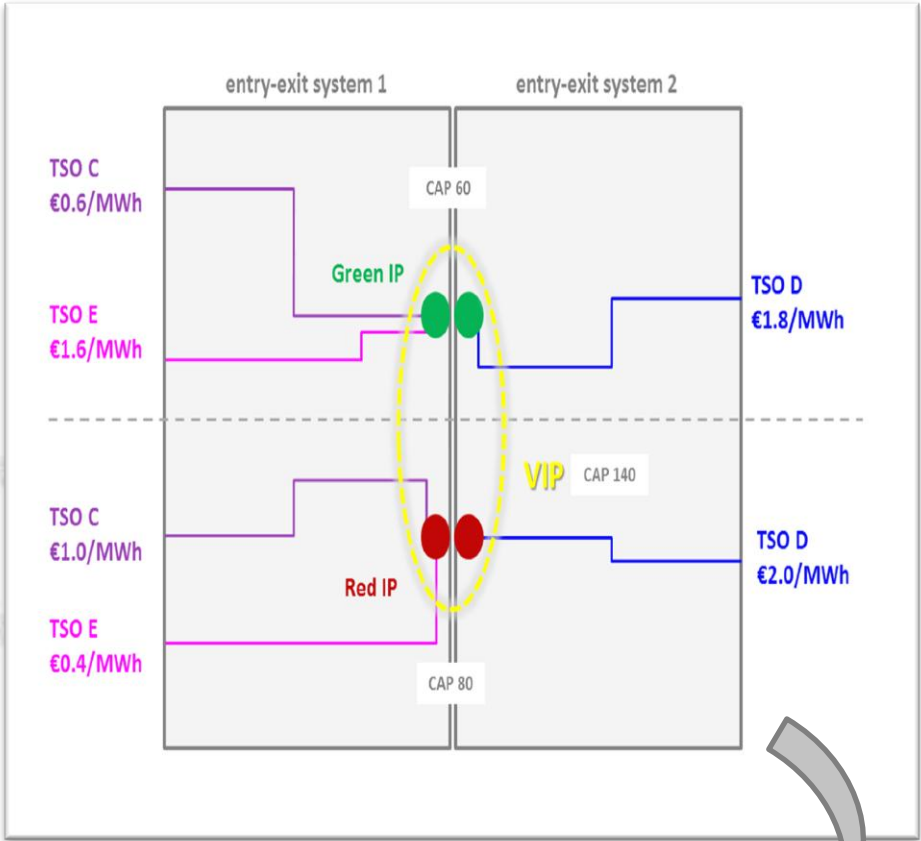 entry-exit system 1
entry-exit system 2
TSO C
€0.6/MWh
CAP 60
Green IP
TSO E
€1.6/MWh
TSO D
€1.8/MWh
VIP
CAP 140
TSO C
€1.0/MWh
TSO D
€2.0/MWh
Red IP
TSO E
€0.4/MWh
CAP 80